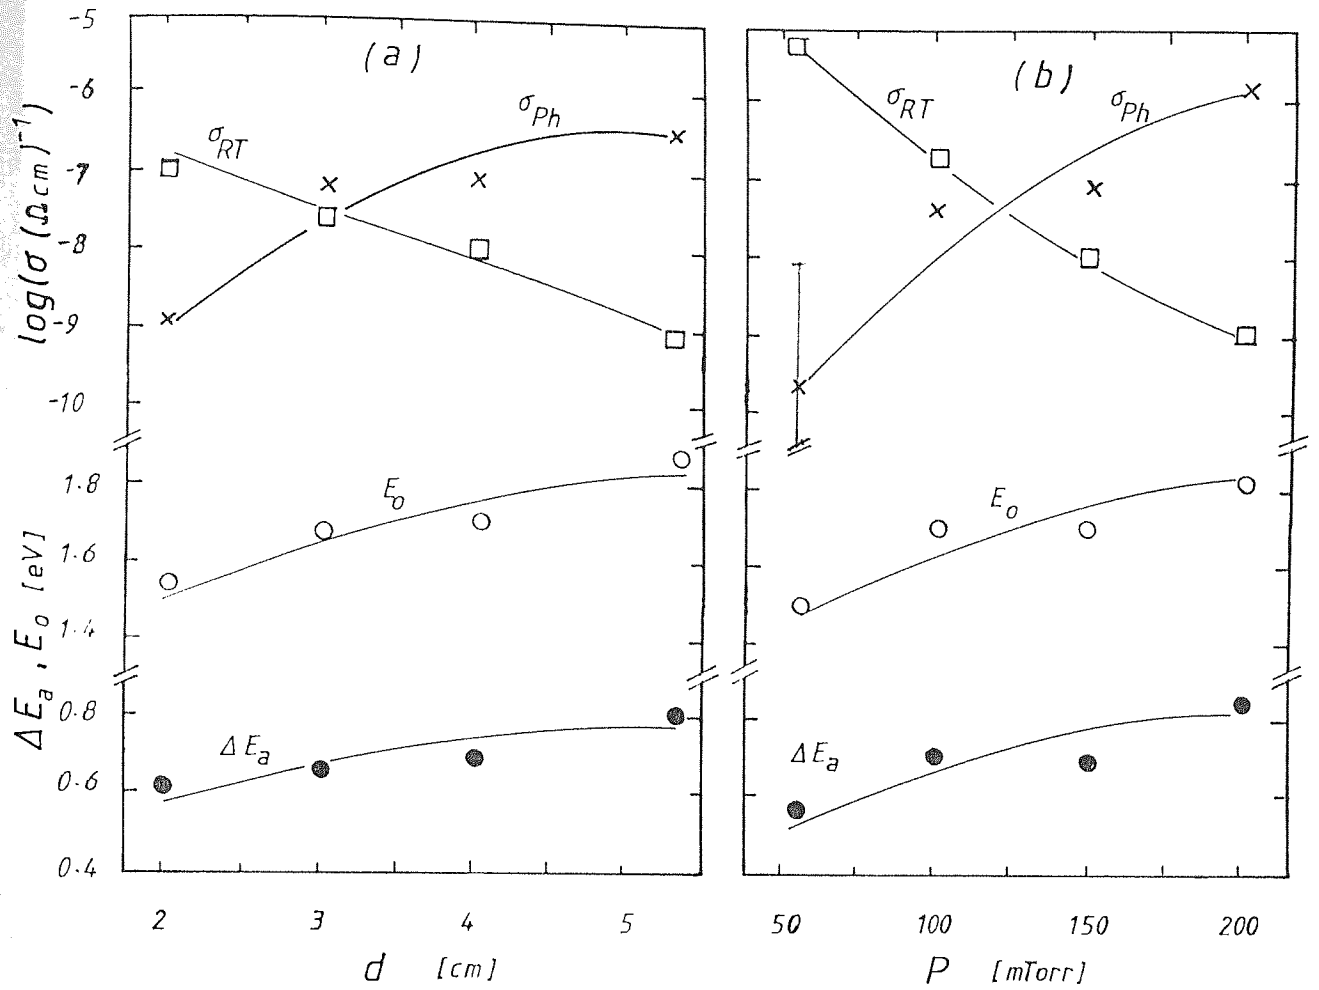 (a)
(b)
-5
-6
-7
-8
-9
-10
log(σ (Ωcm)⁻¹)
σRT
σPh
σRT
σPh
1.8
1.6
1.4
Eo
Eo
0.8
0.6
0.4
ΔEa, Eo [eV]
ΔEa
ΔEa
2 3 4 5
50 100 150 200
d [cm]
P [mTorr]